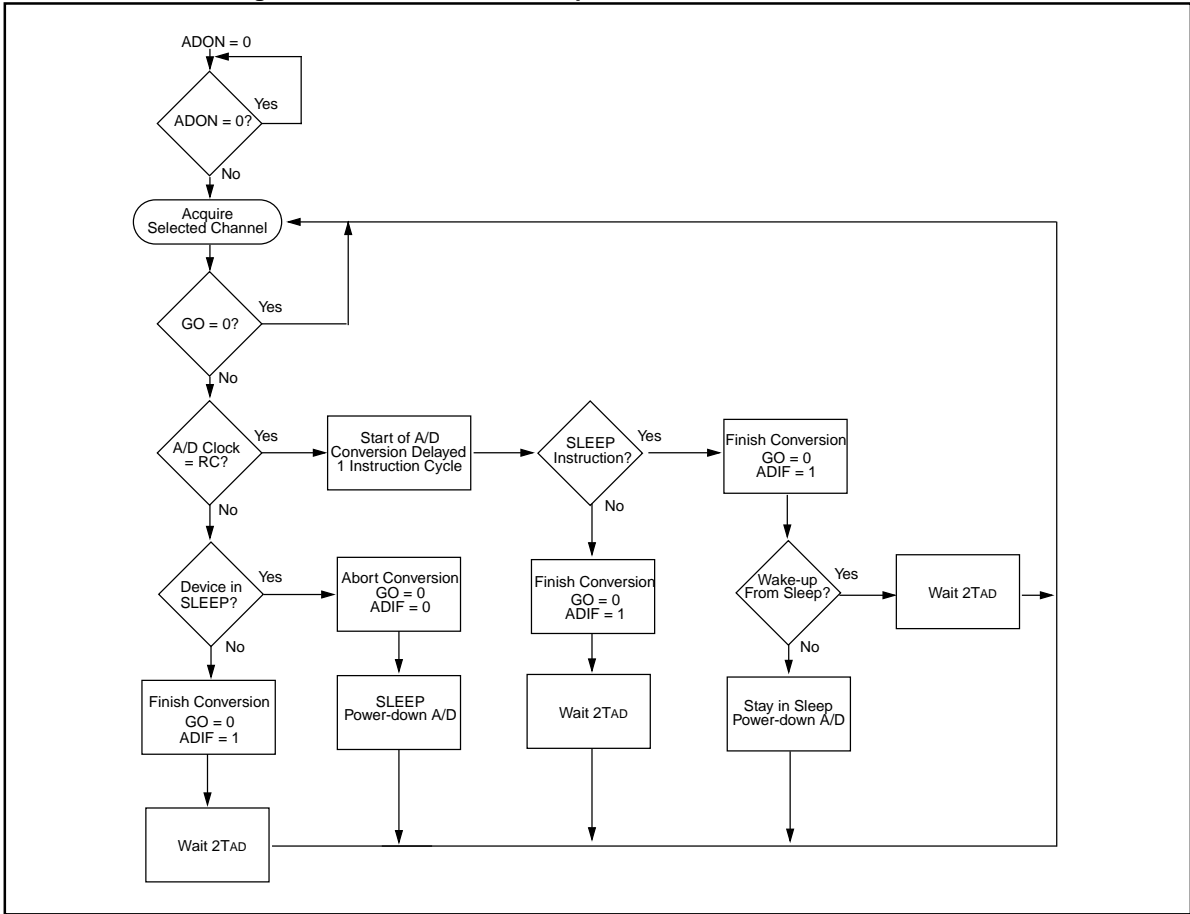 ADON = 0
Yes
ADON = 0?
No
Acquire
Selected Channel
Yes
GO = 0?
No
A/D Clock
= RC?
Yes
Start of A/D
Conversion Delayed
1 Instruction Cycle
SLEEP
Instruction?
Yes
Finish Conversion
GO = 0
ADIF = 1
No
No
Device in
SLEEP?
Yes
Abort Conversion
GO = 0
ADIF = 0
Finish Conversion
GO = 0
ADIF = 1
Wake-up
From Sleep?
Yes
Wait 2TAD
No
No
Finish Conversion
GO = 0
ADIF = 1
SLEEP
Power-down A/D
Wait 2TAD
Stay in Sleep
Power-down A/D
Wait 2TAD